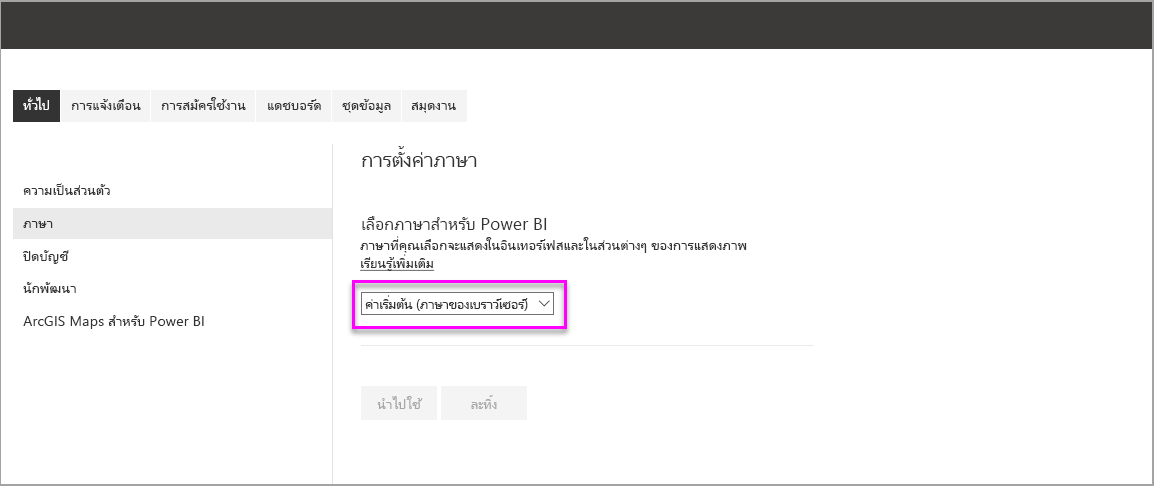 ทั่วไป การแจ้งเตือน การสมัครใช้งาน แดชบอร์ด ชุดข้อมูล สมุดงาน
ความเป็นส่วนตัว
ภาษา
ปิดบัญชี
นักพัฒนา
ArcGIS Maps สำหรับ Power BI
การตั้งค่าภาษา
เลือกภาษาสำหรับ Power BI
ภาษาที่คุณเลือกจะแสดงในอินเทอร์เฟสและในส่วนต่างๆ ของการแสดงภาพ
เรียนรู้เพิ่มเติม
ค่าเริ่มต้น (ภาษาของเบราว์เซอร์)
นำไปใช้ ละทิ้ง